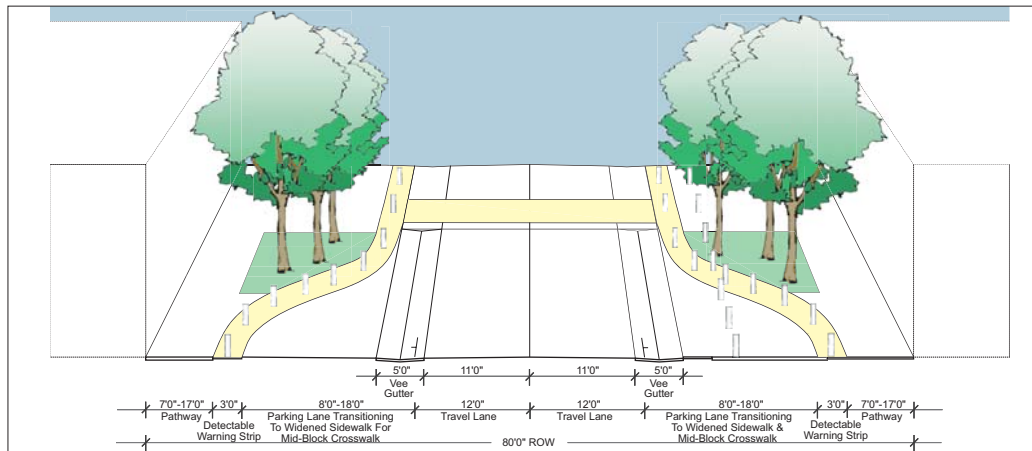 5'0" 11'0" 11'0" 5'0"
Vee Vee
Gutter Gutter
7'0"-17'0" 3'0" 8'0"-18'0" 12'0" 12'0" 8'0"-18'0" 3'0" 7'0"-17'0"
Pathway Parking Lane Transitioning Travel Lane Travel Lane Parking Lane Transitioning Pathway
Detectable To Widened Sidewalk For To Widened Sidewalk & Detectable
Warning Strip Mid-Block Crosswalk Mid-Block Crosswalk Warning Strip
80'0" ROW